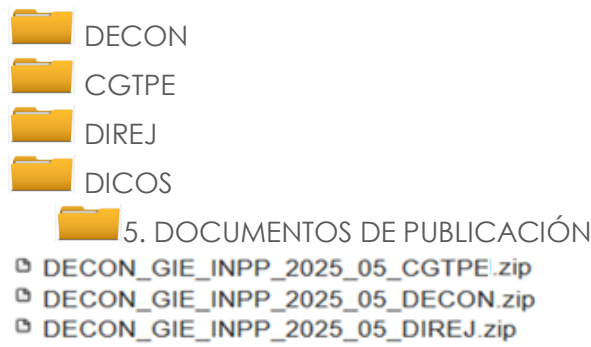 DECON
CGTPE
DIREJ
DICOS
5. DOCUMENTOS DE PUBLICACIÓN
DECON_GIE_INPP_2025_05_CGTPE.zip
DECON_GIE_INPP_2025_05_DECON.zip
DECON_GIE_INPP_2025_05_DIREJ.zip